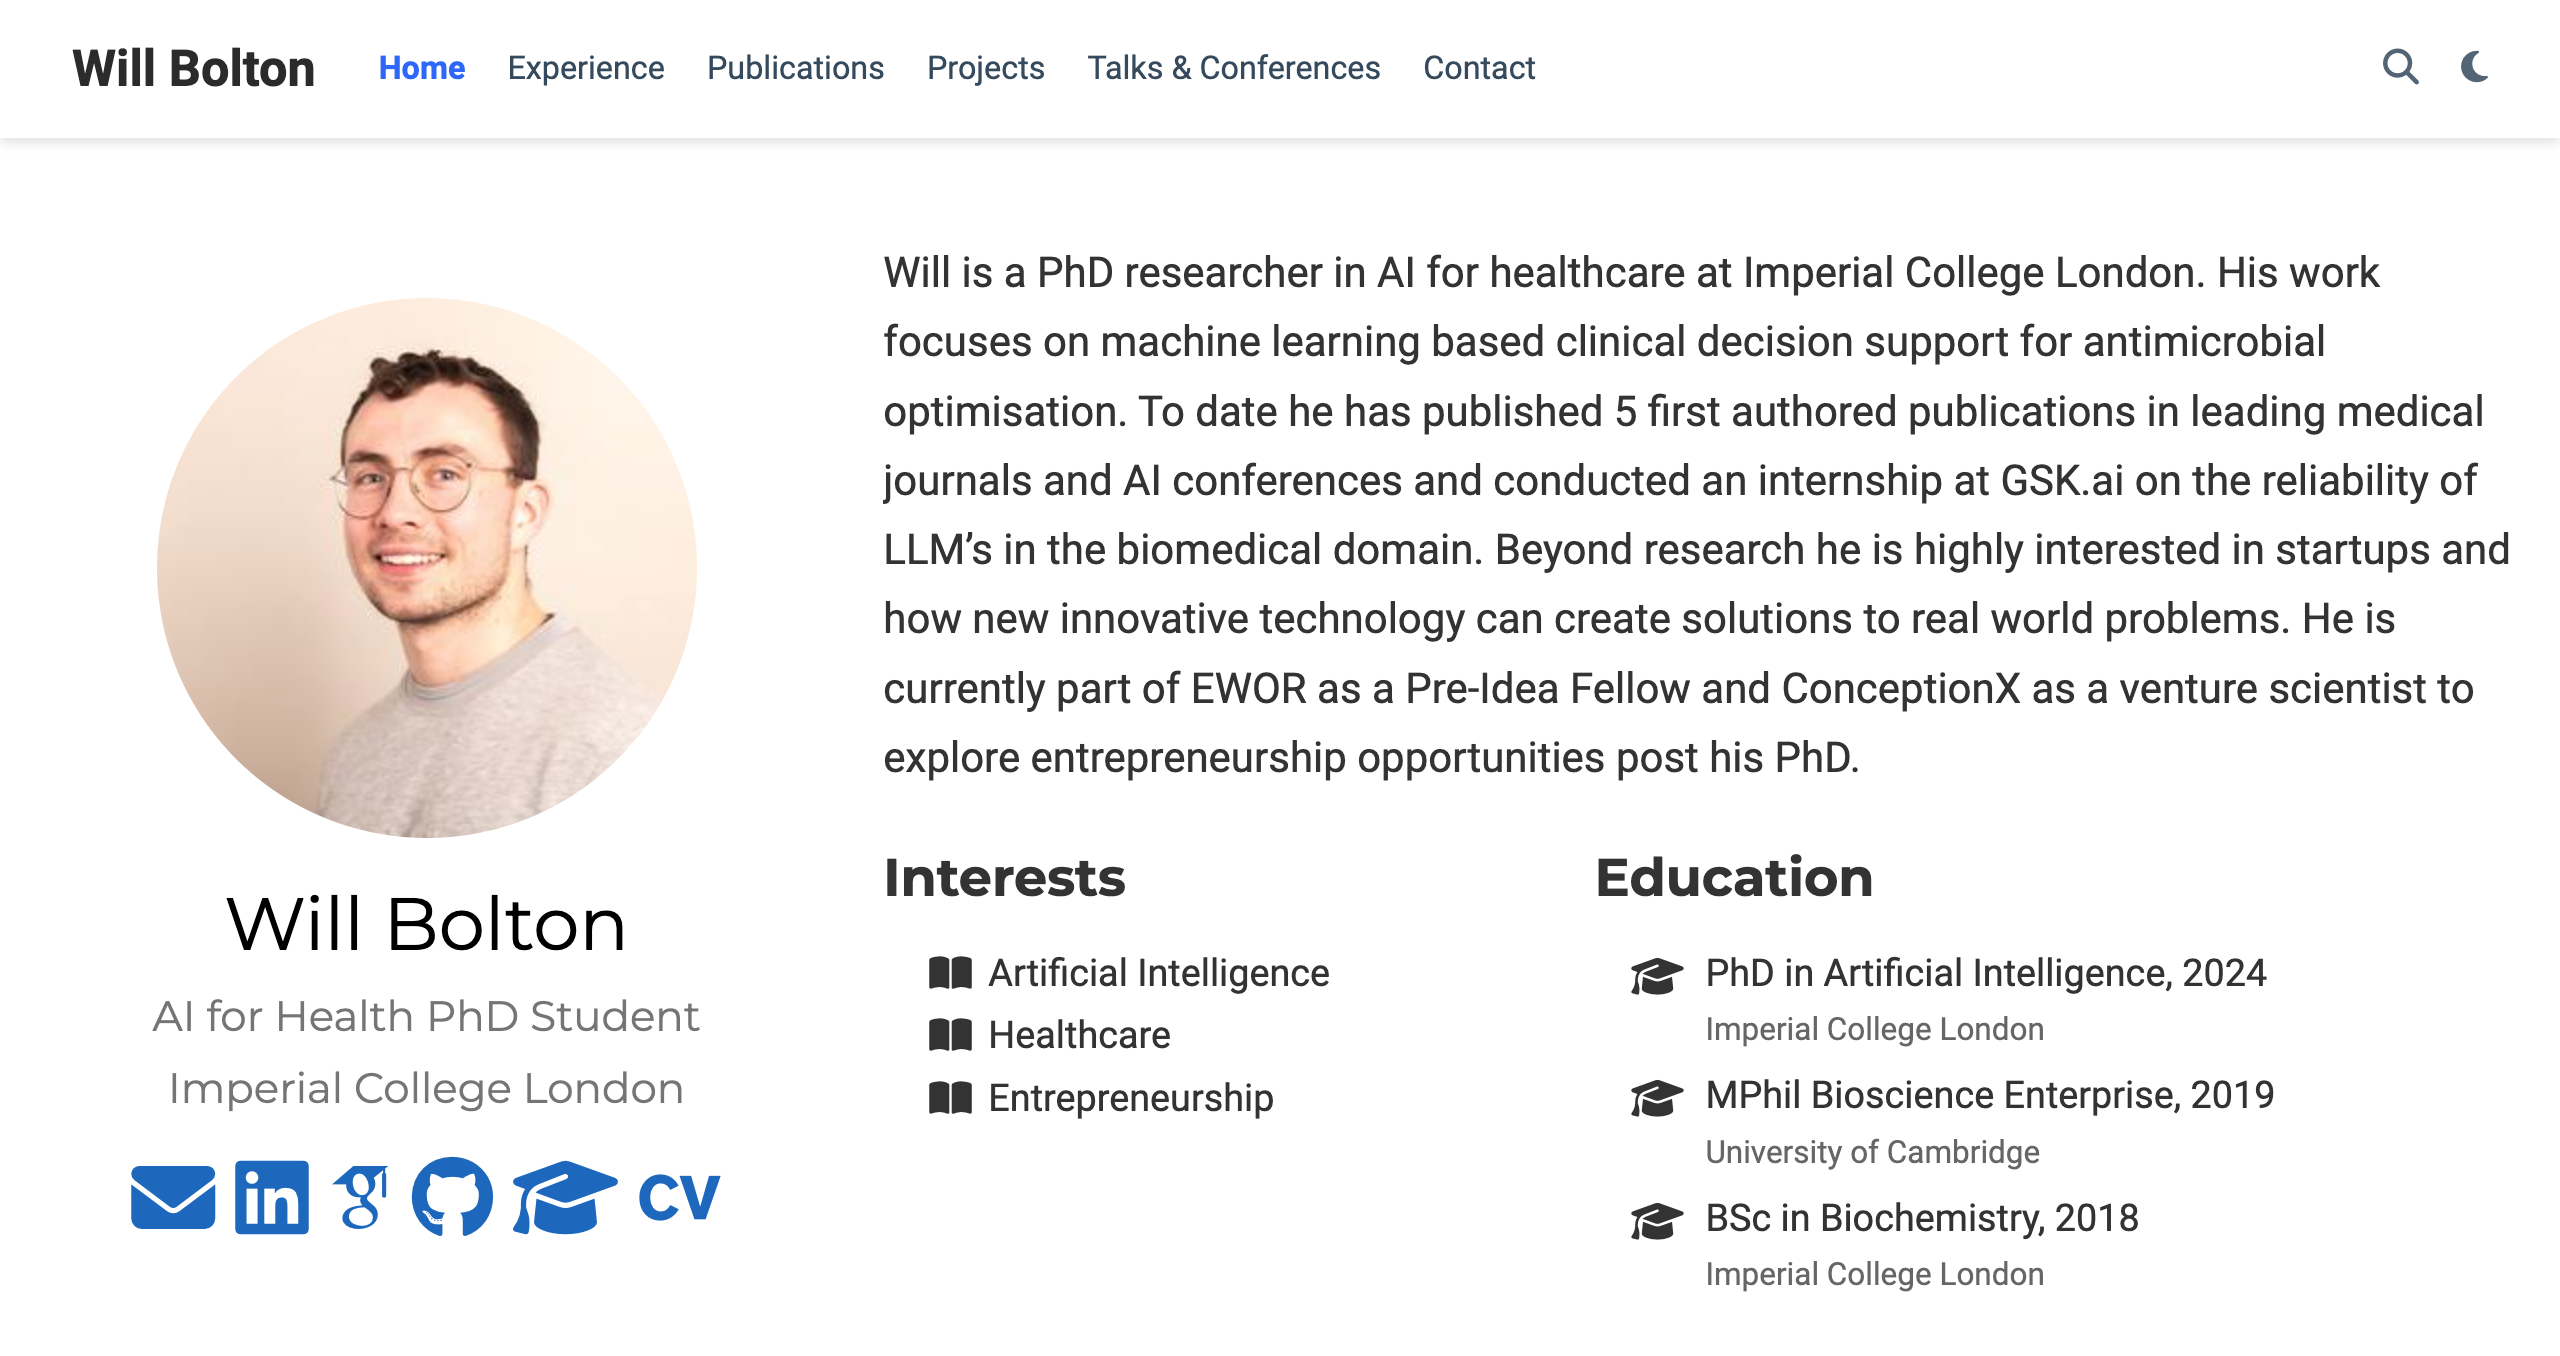 Will Bolton
Home
Experience
Publications
Projects
Talks & Conferences
Contact
Will is a PhD researcher in AI for healthcare at Imperial College London. His work
focuses on machine learning based clinical decision support for antimicrobial
optimisation. To date he has published 5 first authored publications in leading medical
journals and AI conferences and conducted an internship at GSK.ai on the reliability of
LLM’s in the biomedical domain. Beyond research he is highly interested in startups and
how new innovative technology can create solutions to real world problems. He is
currently part of EWOR as a Pre-Idea Fellow and ConceptionX as a venture scientist to
explore entrepreneurship opportunities post his PhD.
Will Bolton
AI for Health PhD Student
Imperial College London
in
g
CV
Interests
Artificial Intelligence
Healthcare
Entrepreneurship
Education
PhD in Artificial Intelligence, 2024
Imperial College London
MPhil Bioscience Enterprise, 2019
University of Cambridge
BSc in Biochemistry, 2018
Imperial College London